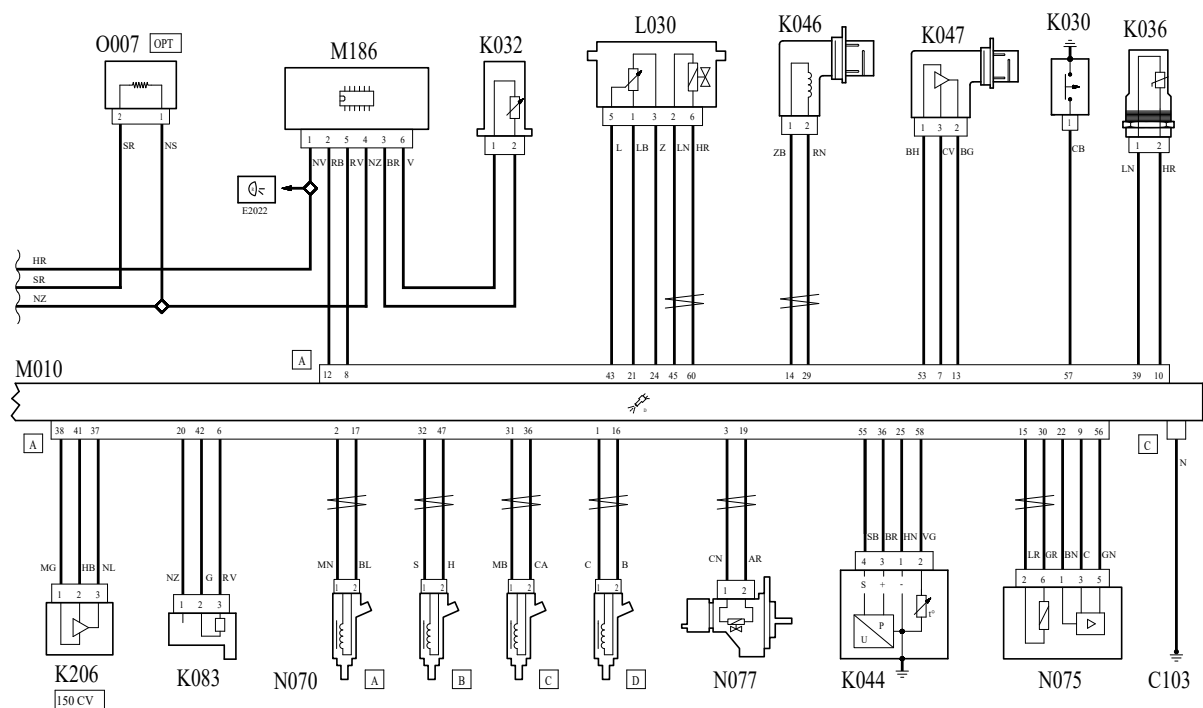 O007 OPT
M186
K032
L030
K046
K047
K030
K036
2 1
1 2 5 4 3 6
1 2
5 1 3 2 6
1 2
1 3 2
1
1 2
SR NS
NV RB RV NZ BR V
L LB Z LN HR
ZB RN
BH CV BG
CB
LN HR
E2022
HR
SR
NZ
A
12 8
43 21 24 45 60
14 29
53 7 13
57
39 10
M010
A
38 41 37
20 42 6
2 17
32 47
31 36
1 16
3 19
55 36 25 58
15 30 22 9 56
C
N
MG HB NL
NZ G RV
MN BL
S H
MB CA
C B
CN AR
SB BR HN VG
LR GR BN C GN
1 2 3
1 2 3
1 2
1 2
1 2
1 2
1 2
4 3 1 2
2 6 1 3 5
S + -
P
U
t°
K206
150 CV
K083
N070
A
B
C
D
N077
K044
N075
C103